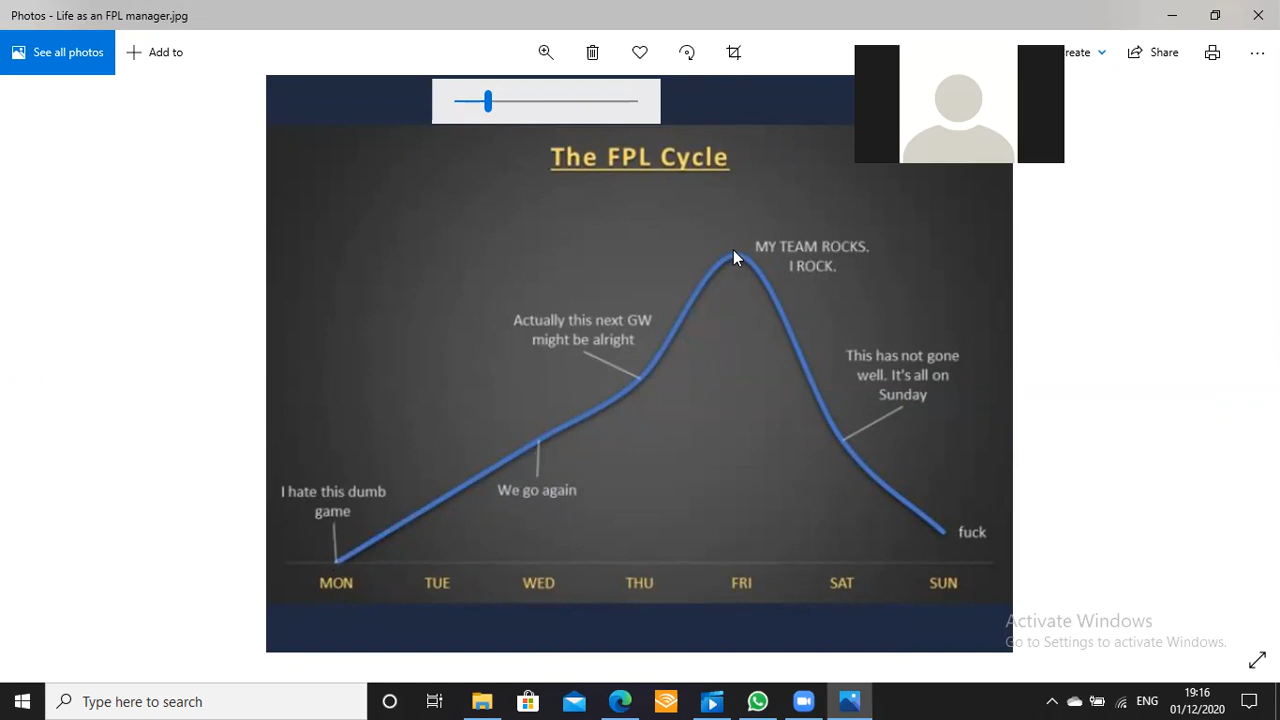 Photos - Life as an FPL manager.jpg
See all photos
Add to
reate
Share
The FPL Cycle
MY TEAM ROCKS.
I ROCK.
Actually this next GW
might be alright
This has not gone
well. It's all on
Sunday
I hate this dumb
game
We go again
fuck
MON TUE WED THU FRI SAT SUN
Activate Windows
Go to Settings to activate Windows.
Type here to search
ENG
19:16
01/12/2020